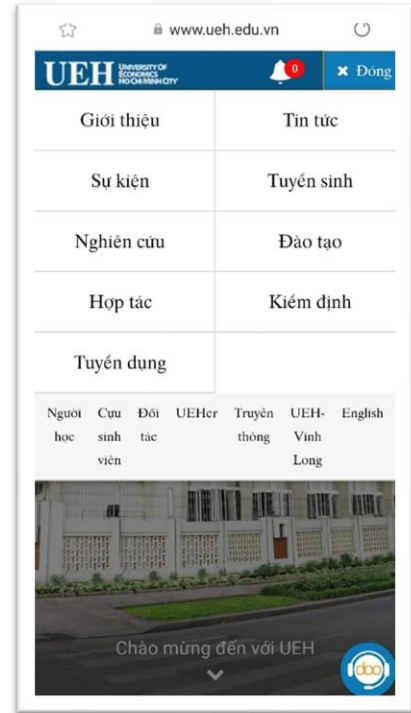 www.ueh.edu.vn
UEH UNIVERSITY OF
ECONOMICS
HO CHI MINH CITY
0
× Đóng
Giới thiệu
Tin tức
Sự kiện
Tuyển sinh
Nghiên cứu
Đào tạo
Hợp tác
Kiểm định
Tuyển dụng
Người học
Cựu sinh viên
Đối tác
UEHer
Truyền thông
UEH-Vinh Long
English
Chào mừng đến với UEH